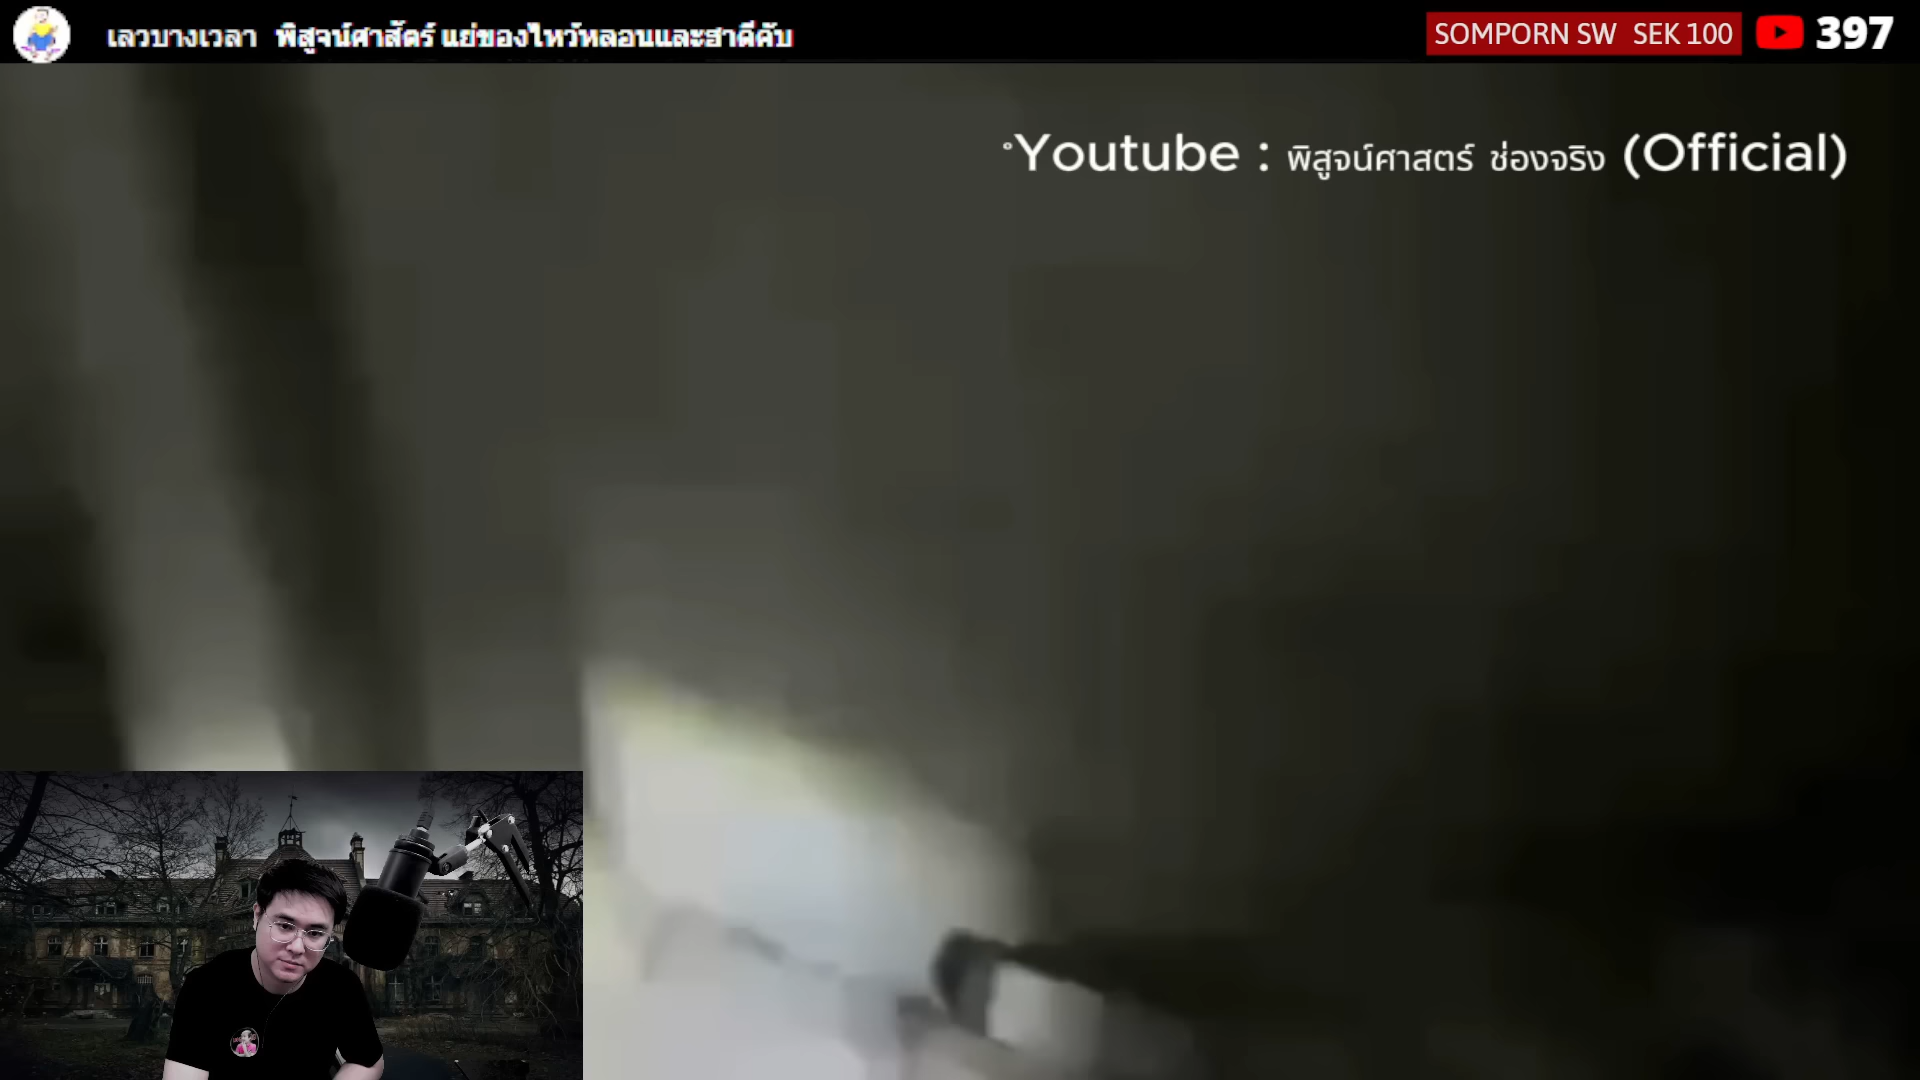 เลวบางเวลา พิสูจน์ศาส้ตร์ แย่ของไหว้หลอนและฮาดีคับ
SOMPORN SW SEK 100
397
°Youtube : พิสูจน์ศาสตร์ ช่องจริง (Official)